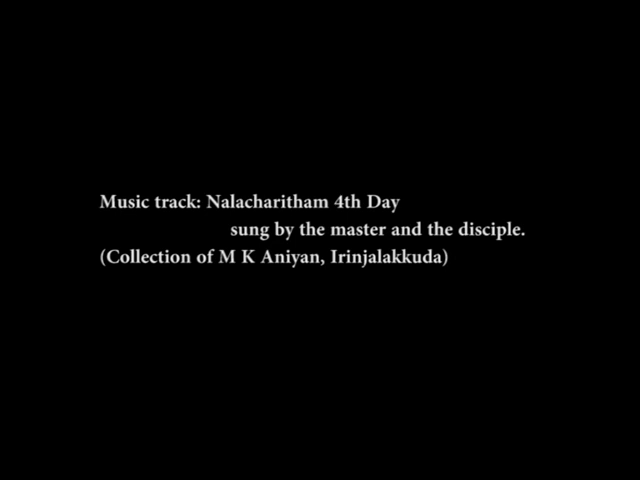 Music track: Nalacharitham 4th Day
sung by the master and the disciple.
(Collection of M K Aniyan, Irinjalakkuda)